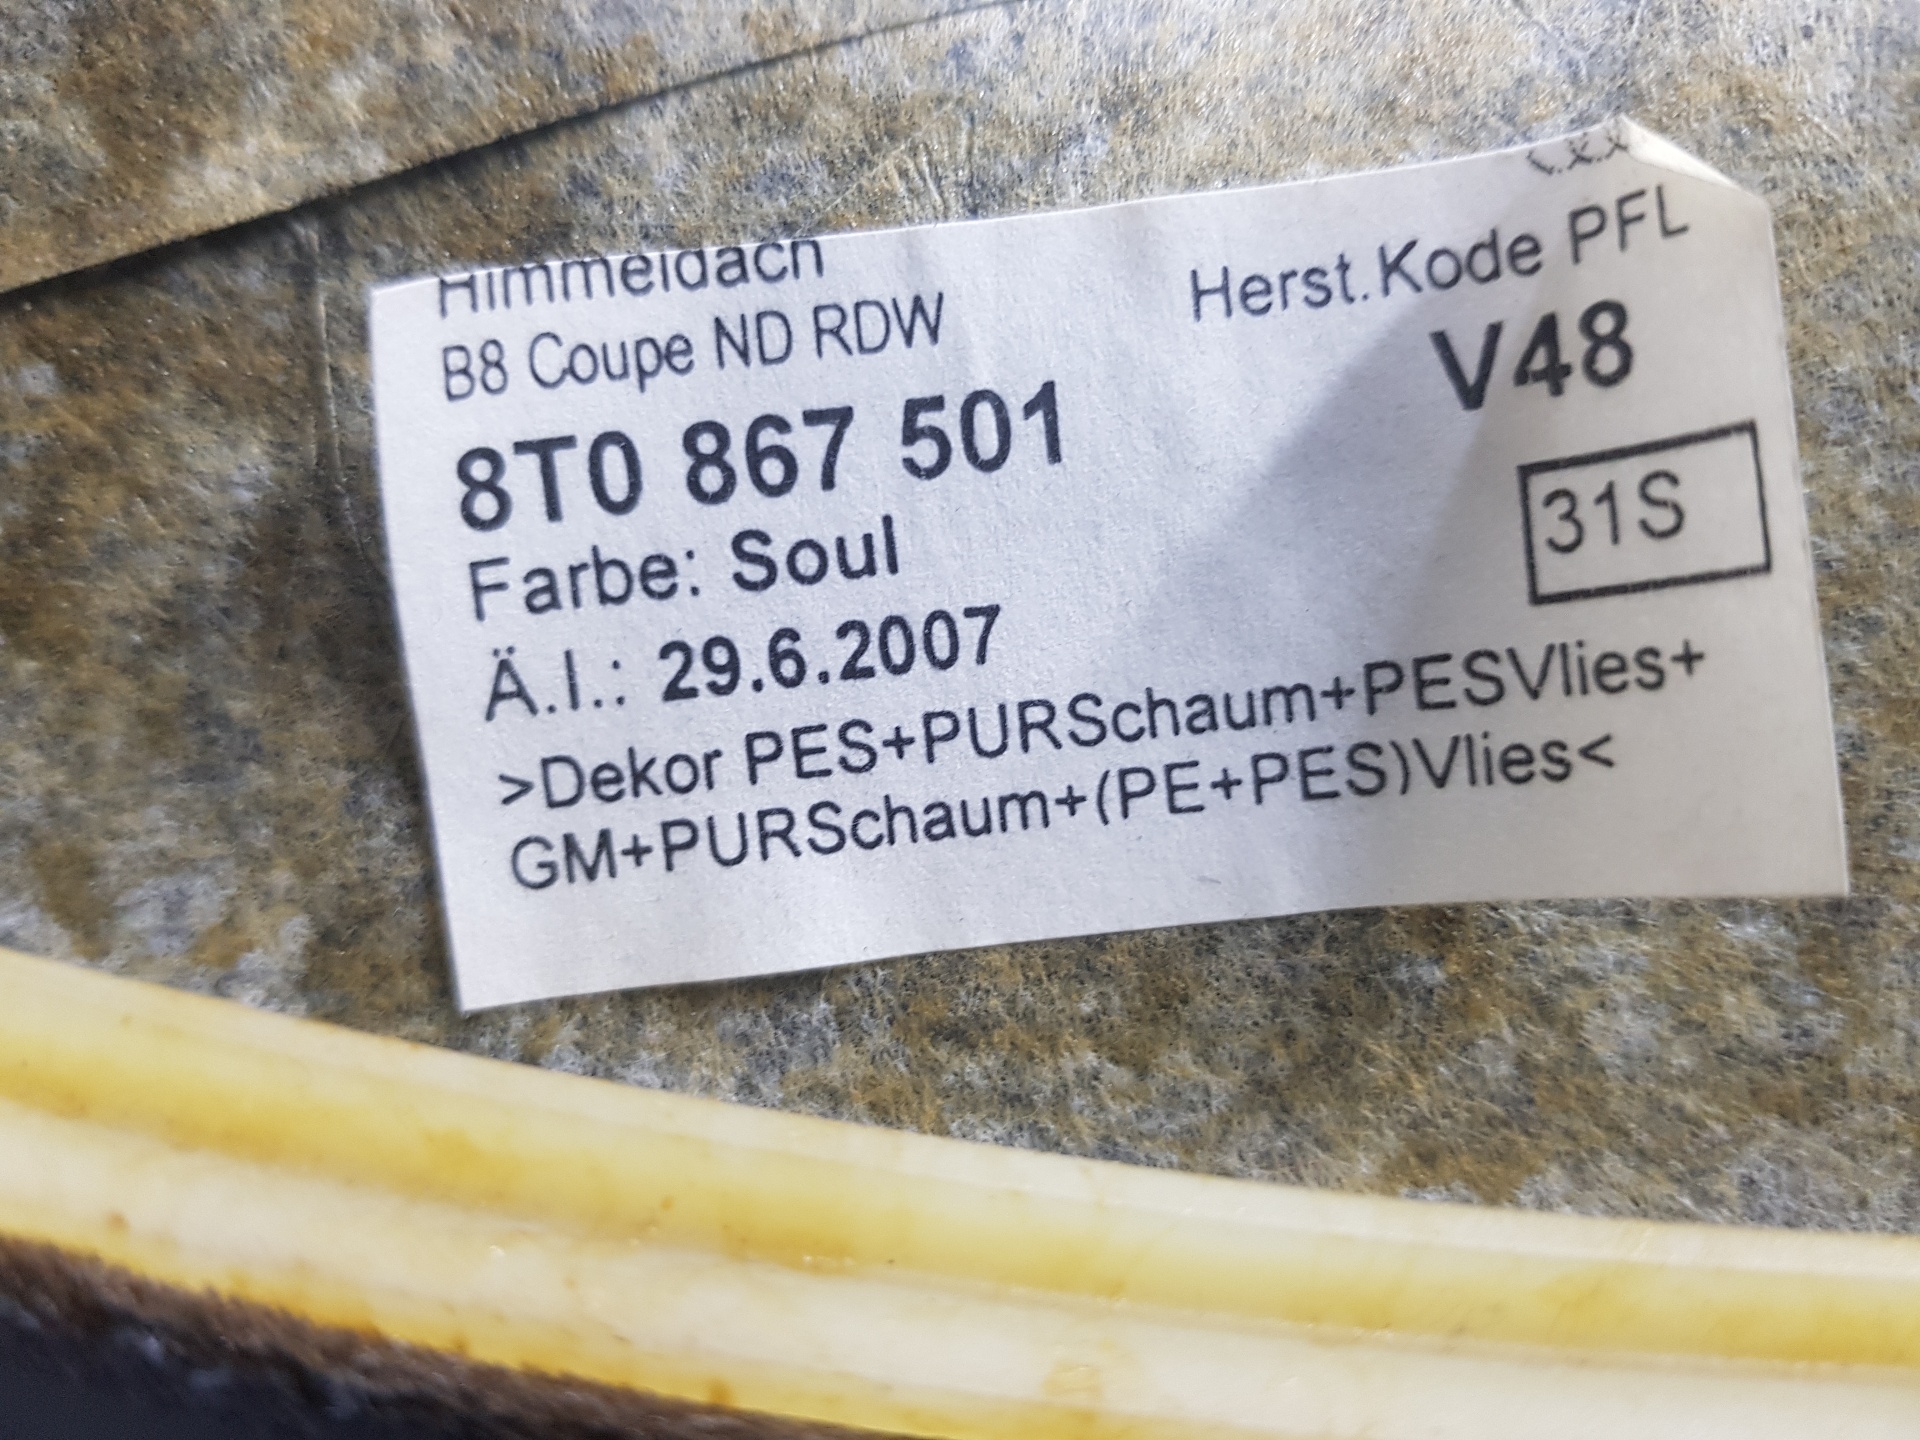 Himmeldach
B8 Coupe ND RDW
Herst.Kode PFL
V48
8T0 867 501
31S
Farbe: Soul
Ä.I.: 29.6.2007
>Dekor PES+PURSchaum+PESVlies+
GM+PURSchaum+(PE+PES)Vlies<